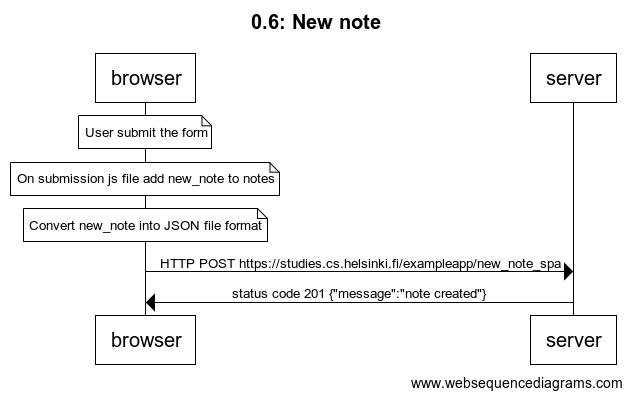 0.6: New note
browser
server
User submit the form
On submission js file add new_note to notes
Convert new_note into JSON file format
HTTP POST https://studies.cs.helsinki.fi/exampleapp/new_note_spa
status code 201 {"message":"note created"}
browser
server
www.websequencediagrams.com